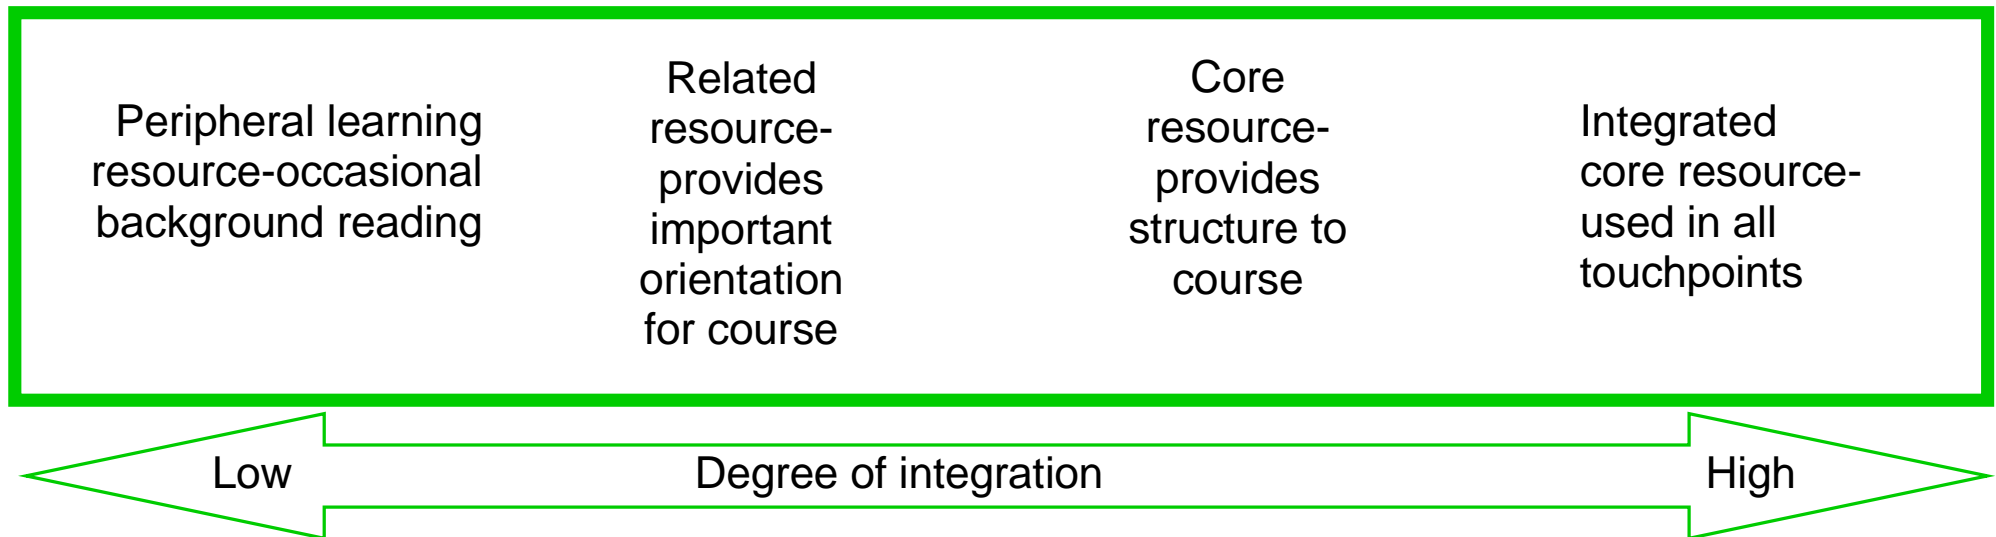 Peripheral learning
resource-occasional
background reading
Related
resource-
provides
important
orientation
for course
Core
resource-
provides
structure to
course
Integrated
core resource-
used in all
touchpoints
Low
Degree of integration
High